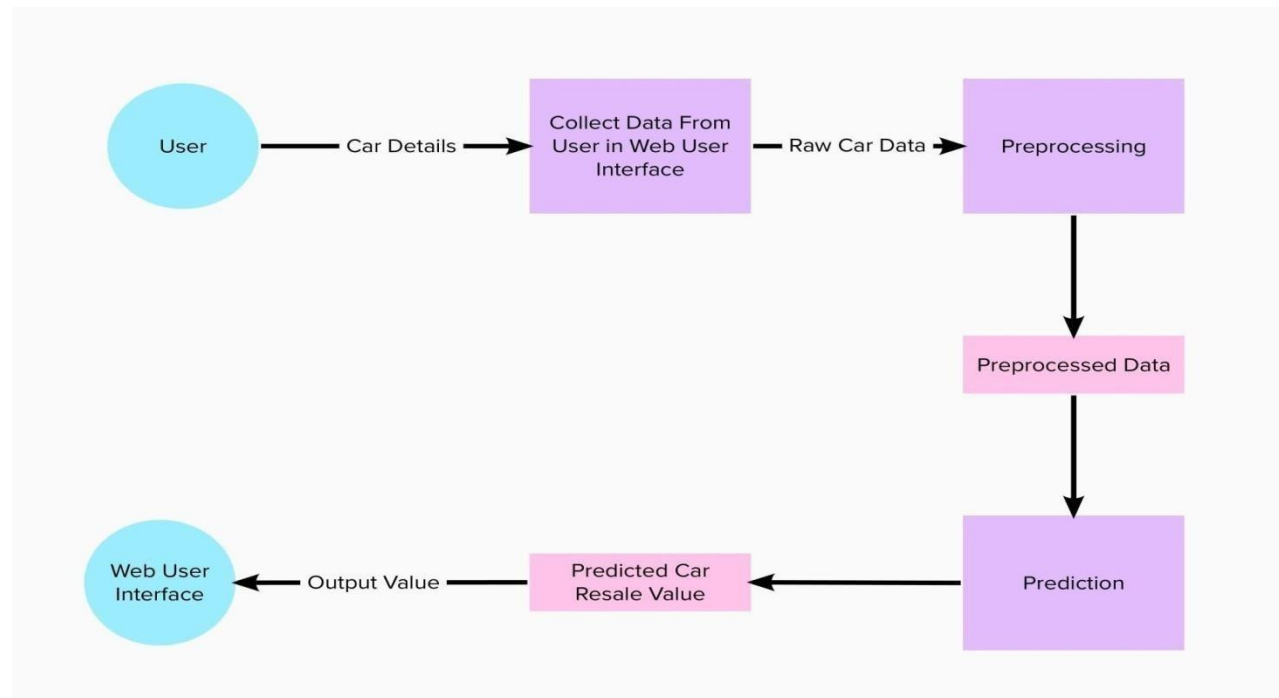 User
Car Details
Collect Data From
User in Web User
Interface
Raw Car Data
Preprocessing
Preprocessed Data
Prediction
Predicted Car
Resale Value
Output Value
Web User
Interface